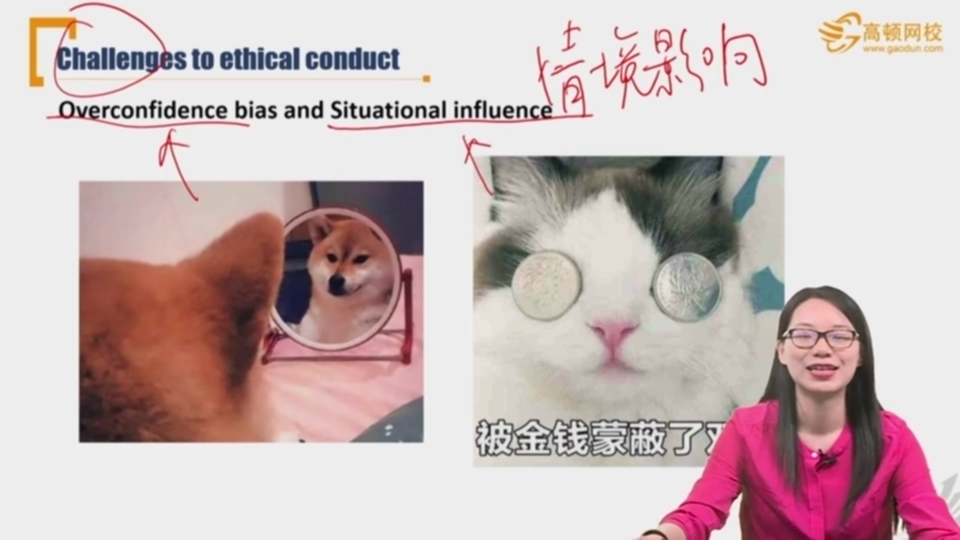 Challenges to ethical conduct
情境影响
高顿网校
www.gaodun.com
Overconfidence bias and Situational influence
被金钱蒙蔽了